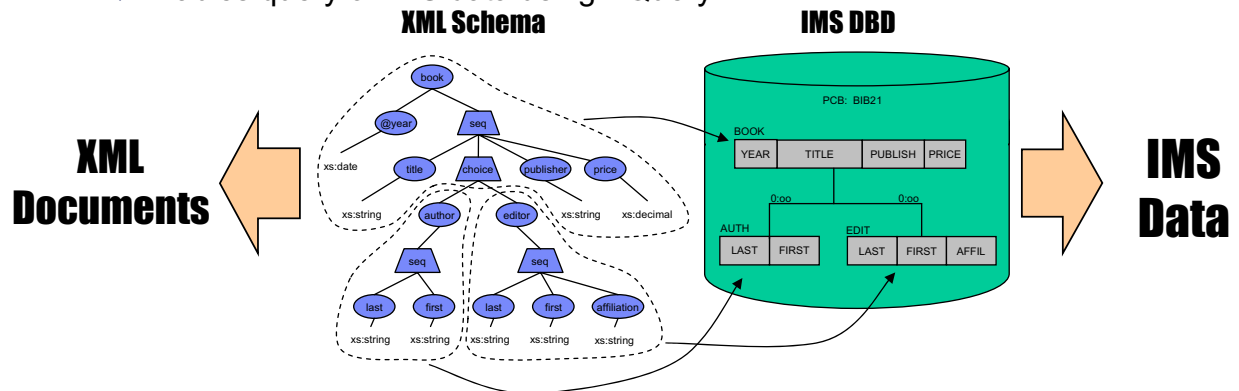 XML Schema
IMS DBD
book
@year
seq
xs:date
title
choice
publisher
price
xs:string
xs:string
xs:decimal
author
editor
seq
seq
last
first
last
first
affiliation
xs:string
xs:string
xs:string
xs:string
xs:string
PCB: BIB21
BOOK
YEAR
TITLE
PUBLISH
PRICE
0:oo
0:oo
AUTH
LAST
FIRST
EDIT
LAST
FIRST
AFFIL
XML
Documents
IMS
Data